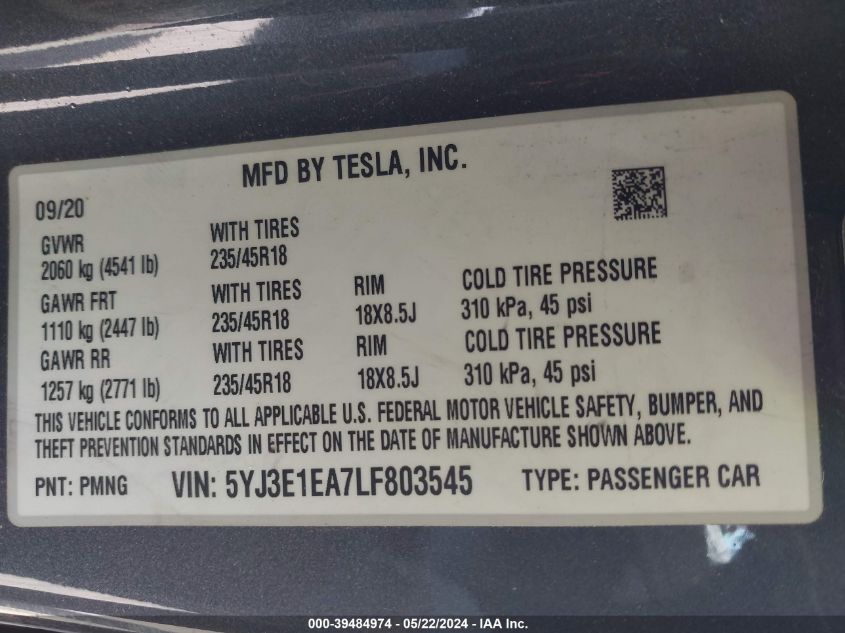 MFD BY TESLA, INC.
09/20
GVWR WITH TIRES
2060 kg (4541 lb) 235/45R18
GAWR FRT WITH TIRES RIM COLD TIRE PRESSURE
1110 kg (2447 lb) 235/45R18 18X8.5J 310 kPa, 45 psi
GAWR RR WITH TIRES RIM COLD TIRE PRESSURE
1257 kg (2771 lb) 235/45R18 18X8.5J 310 kPa, 45 psi
THIS VEHICLE CONFORMS TO ALL APPLICABLE U.S. FEDERAL MOTOR VEHICLE SAFETY, BUMPER, AND
THEFT PREVENTION STANDARDS IN EFFECT ON THE DATE OF MANUFACTURE SHOWN ABOVE.
PNT: PMNG VIN: 5YJ3E1EA7LF803545 TYPE: PASSENGER CAR
000-39484974 - 05/22/2024 - IAA Inc.